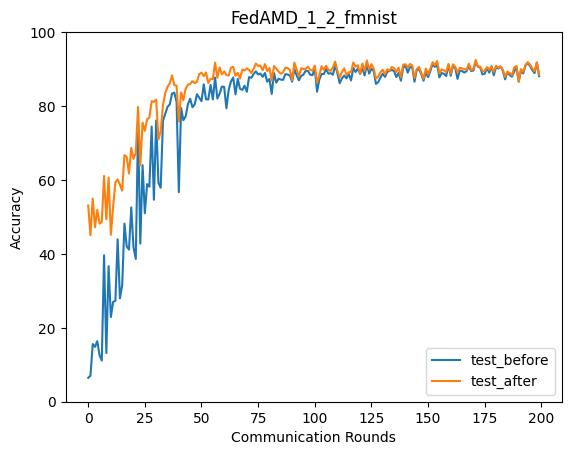 FedAMD_1_2_fmnist
100
80
60
40
20
0
Accuracy
0 25 50 75 100 125 150 175 200
Communication Rounds
test_before
test_after